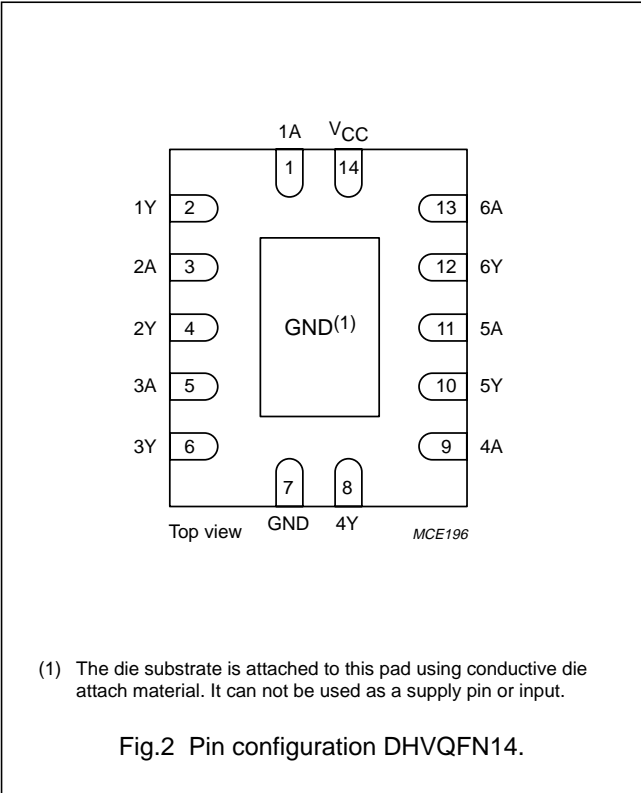 1A VCC
1 14
1Y 2 13 6A
2A 3 12 6Y
2Y 4 GND(1) 11 5A
3A 5 10 5Y
3Y 6 9 4A
7 8
Top view GND 4Y MCE196
(1) The die substrate is attached to this pad using conductive die
attach material. It can not be used as a supply pin or input.
Fig.2 Pin configuration DHVQFN14.